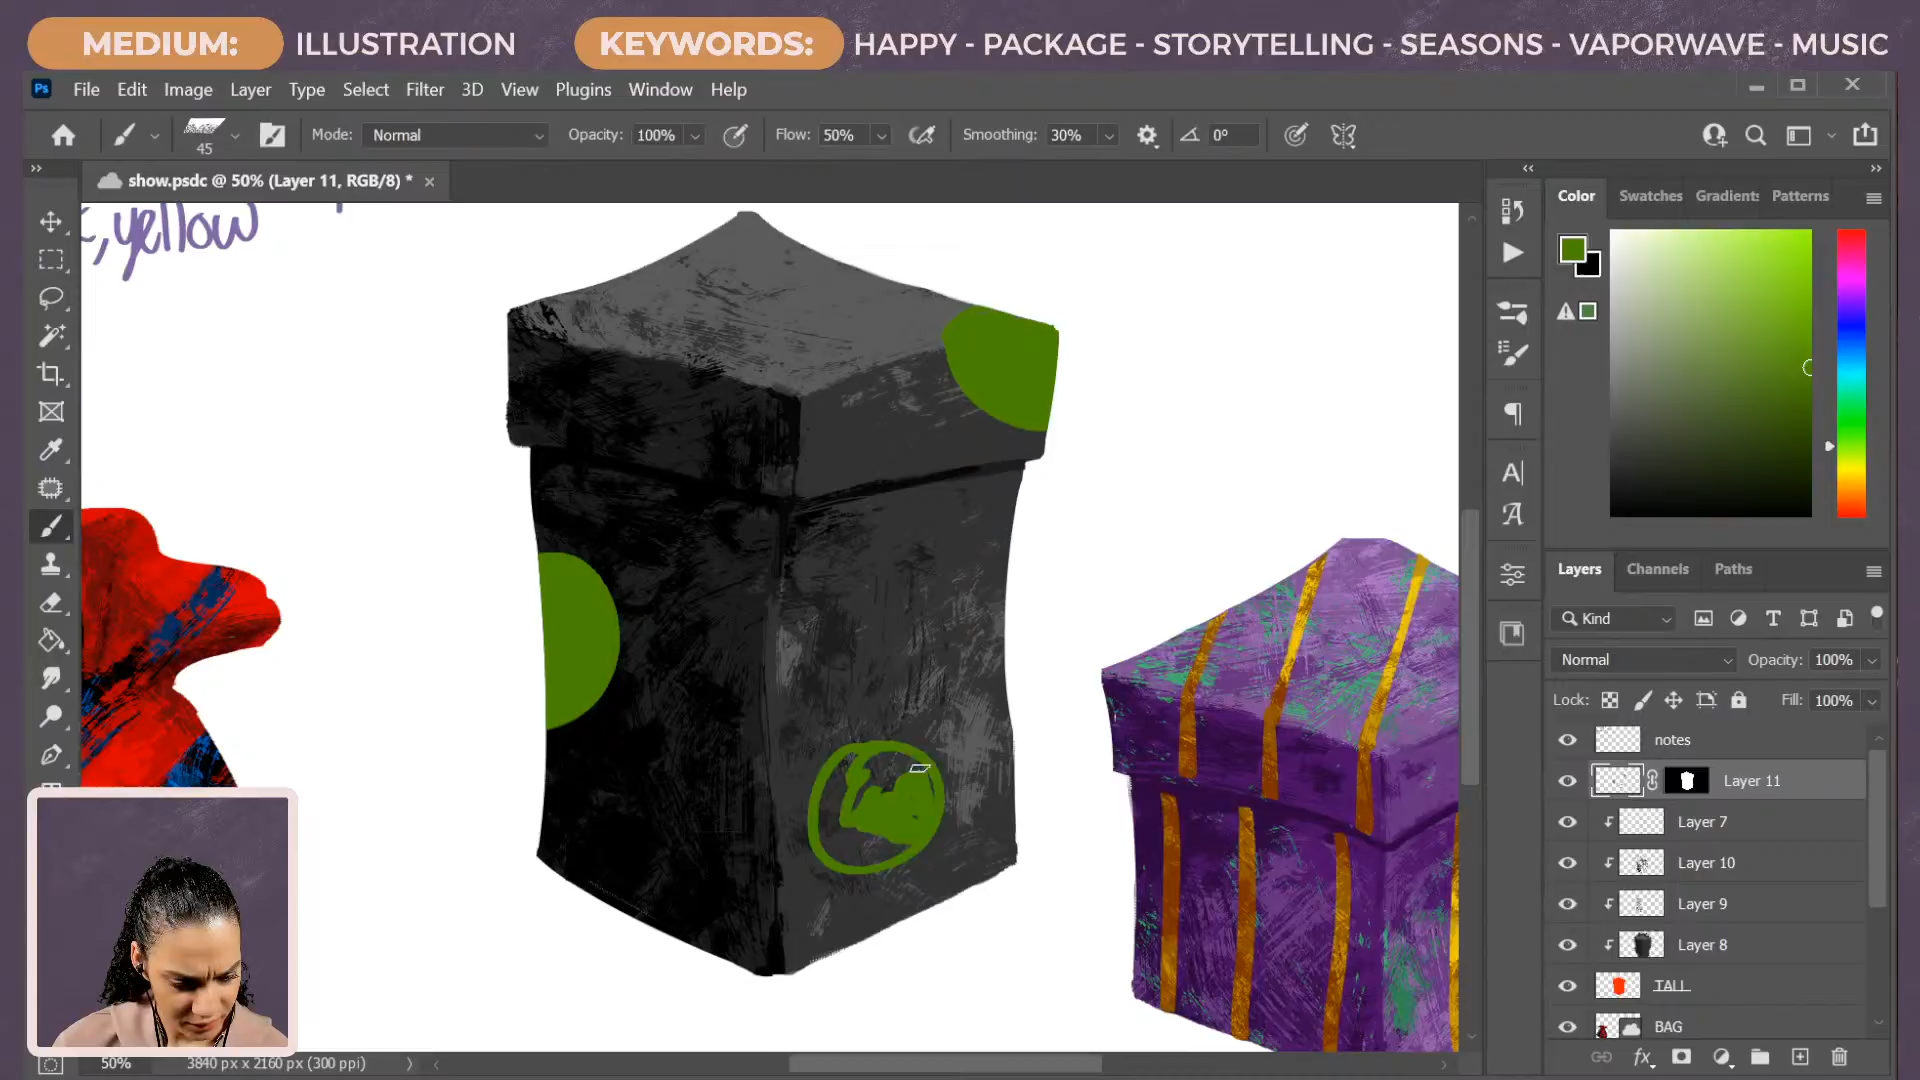 MEDIUM: ILLUSTRATION KEYWORDS: HAPPY - PACKAGE - STORYTELLING - SEASONS - VAPORWAVE - MUSIC
Ps File Edit Image Layer Type Select Filter 3D View Plugins Window Help
45 Mode: Normal Opacity: 100% Flow: 50% Smoothing: 30% 0°
show.psdc @ 50% (Layer 11, RGB/8) *
Color Swatches Gradients Patterns
,yellow
Layers Channels Paths
Kind
Normal Opacity: 100%
Lock: Fill: 100%
notes
Layer 11
Layer 7
Layer 10
Layer 9
Layer 8
TALL
BAG
50% 3840 px x 2160 px (300 ppi)
fx